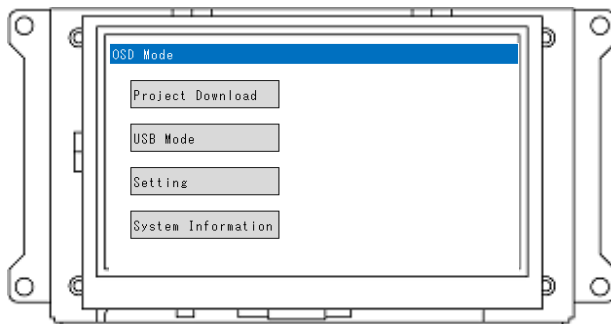 OSD Mode
Project Download
USB Mode
Setting
System Information